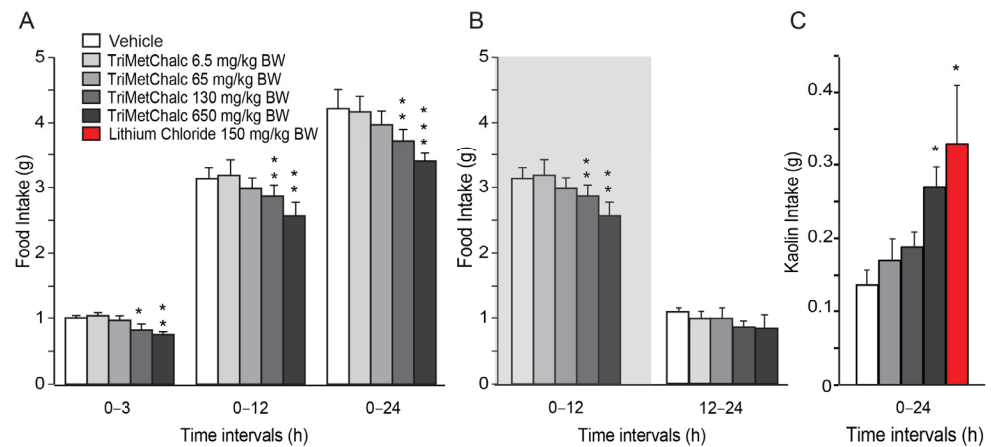 A
Vehicle
TriMetChalc 6.5 mg/kg BW
TriMetChalc 65 mg/kg BW
TriMetChalc 130 mg/kg BW
TriMetChalc 650 mg/kg BW
Lithium Chloride 150 mg/kg BW
Food Intake (g)
5
4
3
2
1
0
*
**
**
**
**
***
0–3
0–12
0–24
Time intervals (h)
B
Food Intake (g)
5
4
3
2
1
0
**
**
0–12
12–24
Time intervals (h)
C
Kaolin Intake (g)
0.4
0.3
0.2
0.1
0
*
*
0–24
Time intervals (h)